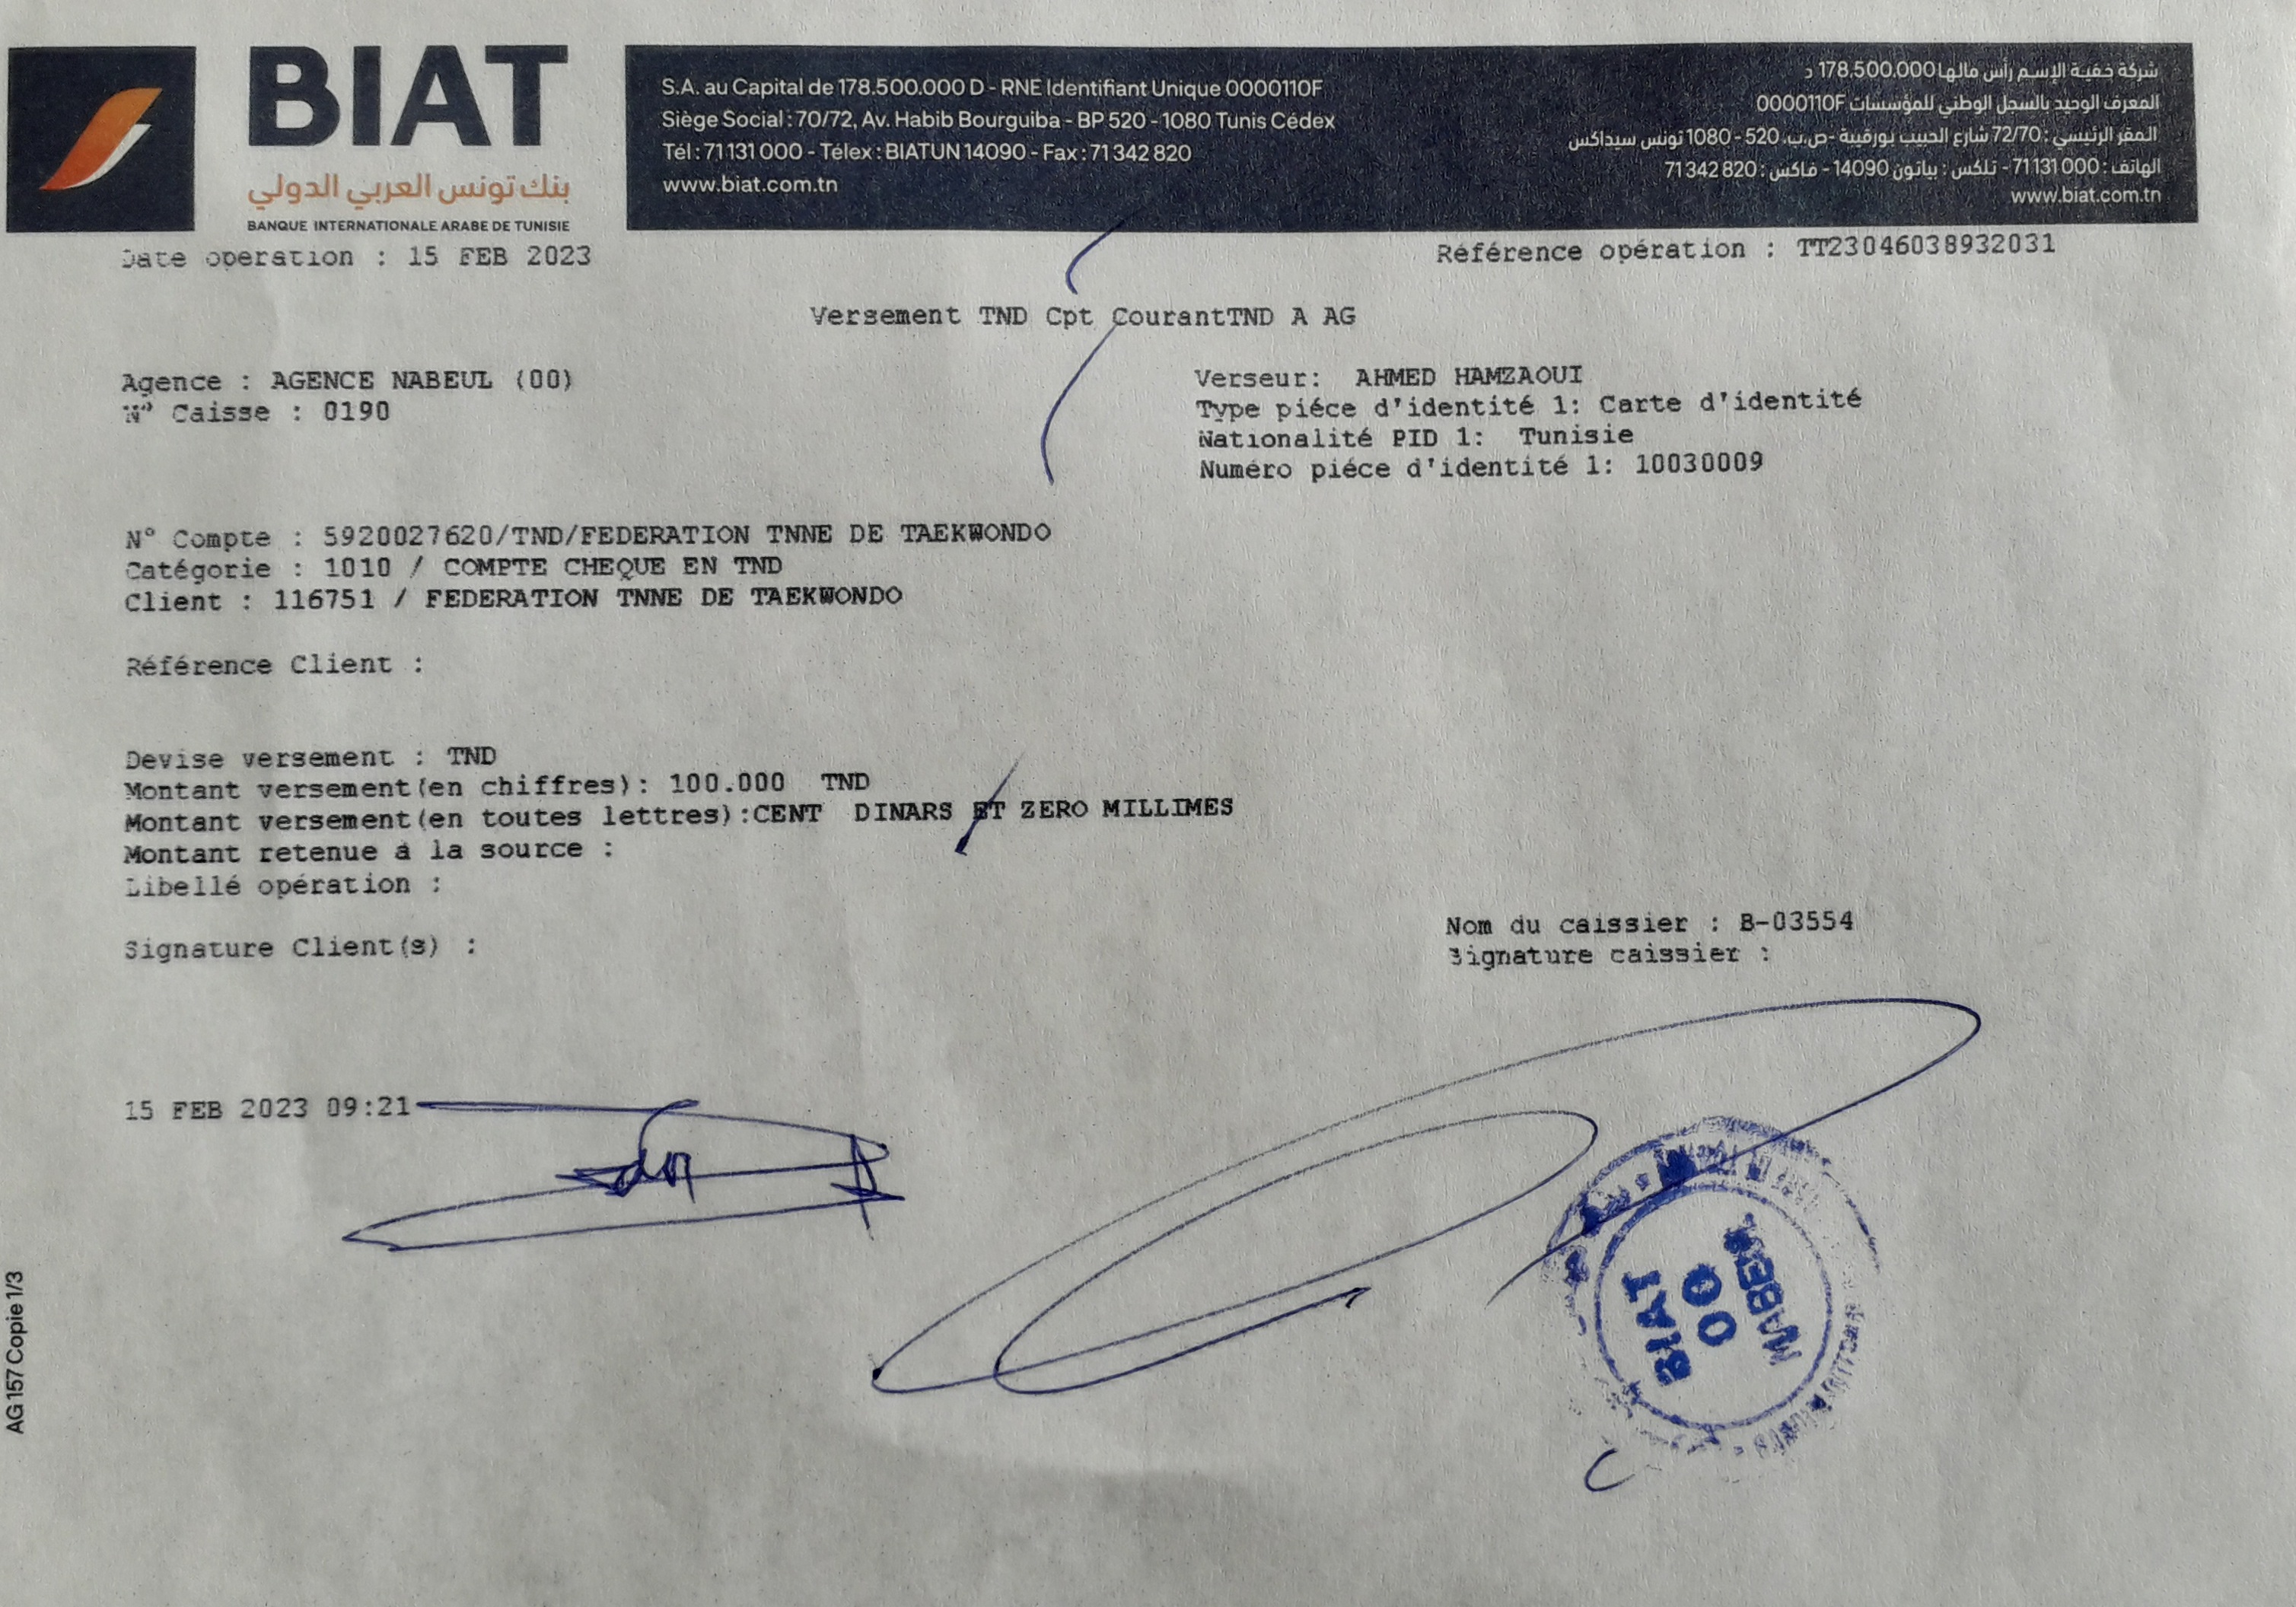 BIAT
بنك تونس العربي الدولي
BANQUE INTERNATIONALE ARABE DE TUNISIE
S.A. au Capital de 178.500.000 D - RNE Identifiant Unique 0000110F
Siège Social : 70/72, Av. Habib Bourguiba - BP 520 - 1080 Tunis Cédex
Tél : 71 131 000 - Télex : BIATUN 14090 - Fax : 71 342 820
www.biat.com.tn
شركة خفية الإسم رأس مالها 178.500.000 د
المعرف الوحيد بالسجل الوطني للمؤسسات 0000110F
المقر الرئيسي : 72/70 شارع الحبيب بورقيبة -ص.ب. 520 - 1080 تونس سيداكس
الهاتف : 71131 000 - تلكس : بياتون 14090 - فاكس : 71 342 820
www.biat.com.tn
Date operation : 15 FEB 2023
Référence opération : TT23046038932031
Versement TND Cpt CourantTND A AG
Agence : AGENCE NABEUL (00)
N° Caisse : 0190
Verseur: AHMED HAMZAOUI
Type piéce d'identité 1: Carte d'identité
Nationalité PID 1: Tunisie
Numéro piéce d'identité 1: 10030009
N° Compte : 5920027620/TND/FEDERATION TNNE DE TAEKWONDO
Catégorie : 1010 / COMPTE CHEQUE EN TND
Client : 116751 / FEDERATION TNNE DE TAEKWONDO
Référence Client :
Devise versement : TND
Montant versement(en chiffres): 100.000 TND
Montant versement(en toutes lettres):CENT DINARS ET ZERO MILLIMES
Montant retenue á la source :
Libellé opération :
Nom du caissier : B-03554
Signature caissier :
Signature Client(s) :
15 FEB 2023 09:21
BIAT
00
NABEUL
AG 157 Copie 1/3